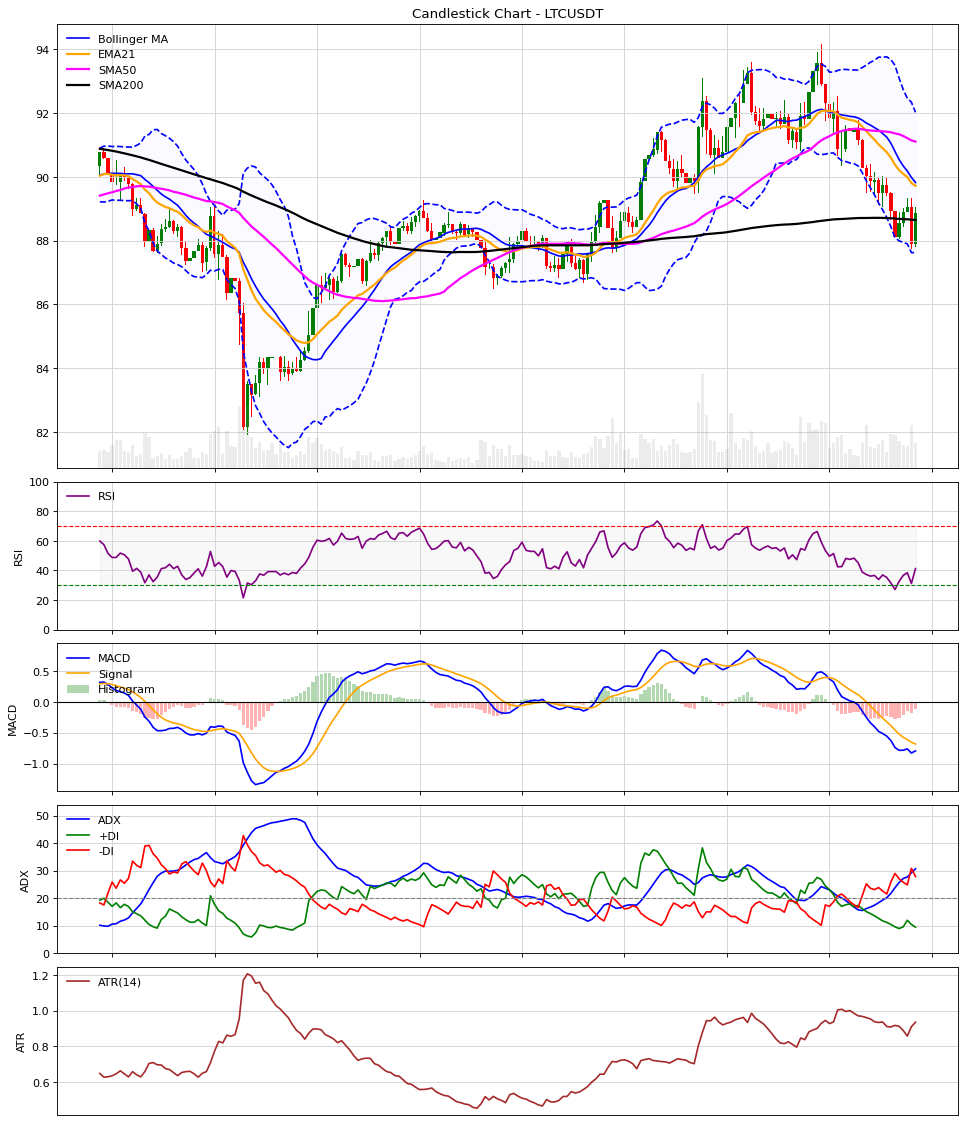 Candlestick Chart - LTCUSDT
Bollinger MA
EMA21
SMA50
SMA200
94
92
90
88
86
84
82
RSI
RSI
100
80
60
40
20
0
MACD
Signal
Histogram
MACD
0.5
0.0
−0.5
−1.0
ADX
+DI
-DI
ADX
50
40
30
20
10
0
ATR(14)
ATR
1.2
1.0
0.8
0.6